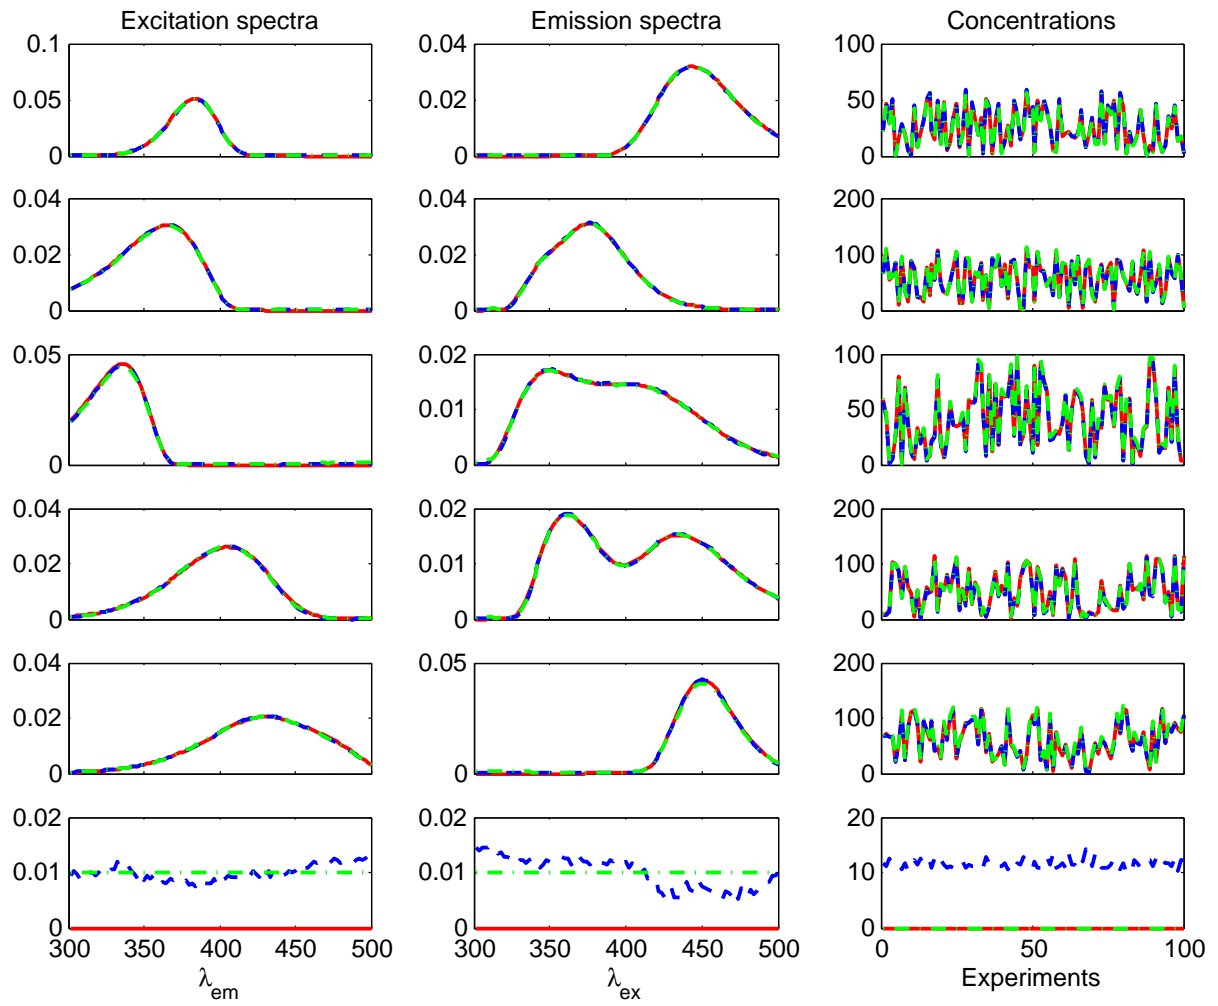 Excitation spectra Emission spectra Concentrations
0.1 0.04 100
0.05 0.02 50
0 0 0
0.04 0.04 200
0.02 0.02 100
0 0 0
0.05 0.02 100
0.01 50
0 0 0
0.04 0.02 200
0.02 0.01 100
0 0 0
0.04 0.05 200
0.02 100
0 0 0
0.02 0.02 20
0.01 0.01 10
0 0 0
300 350 400 450 500 300 350 400 450 500 0 50 100
λem λex Experiments